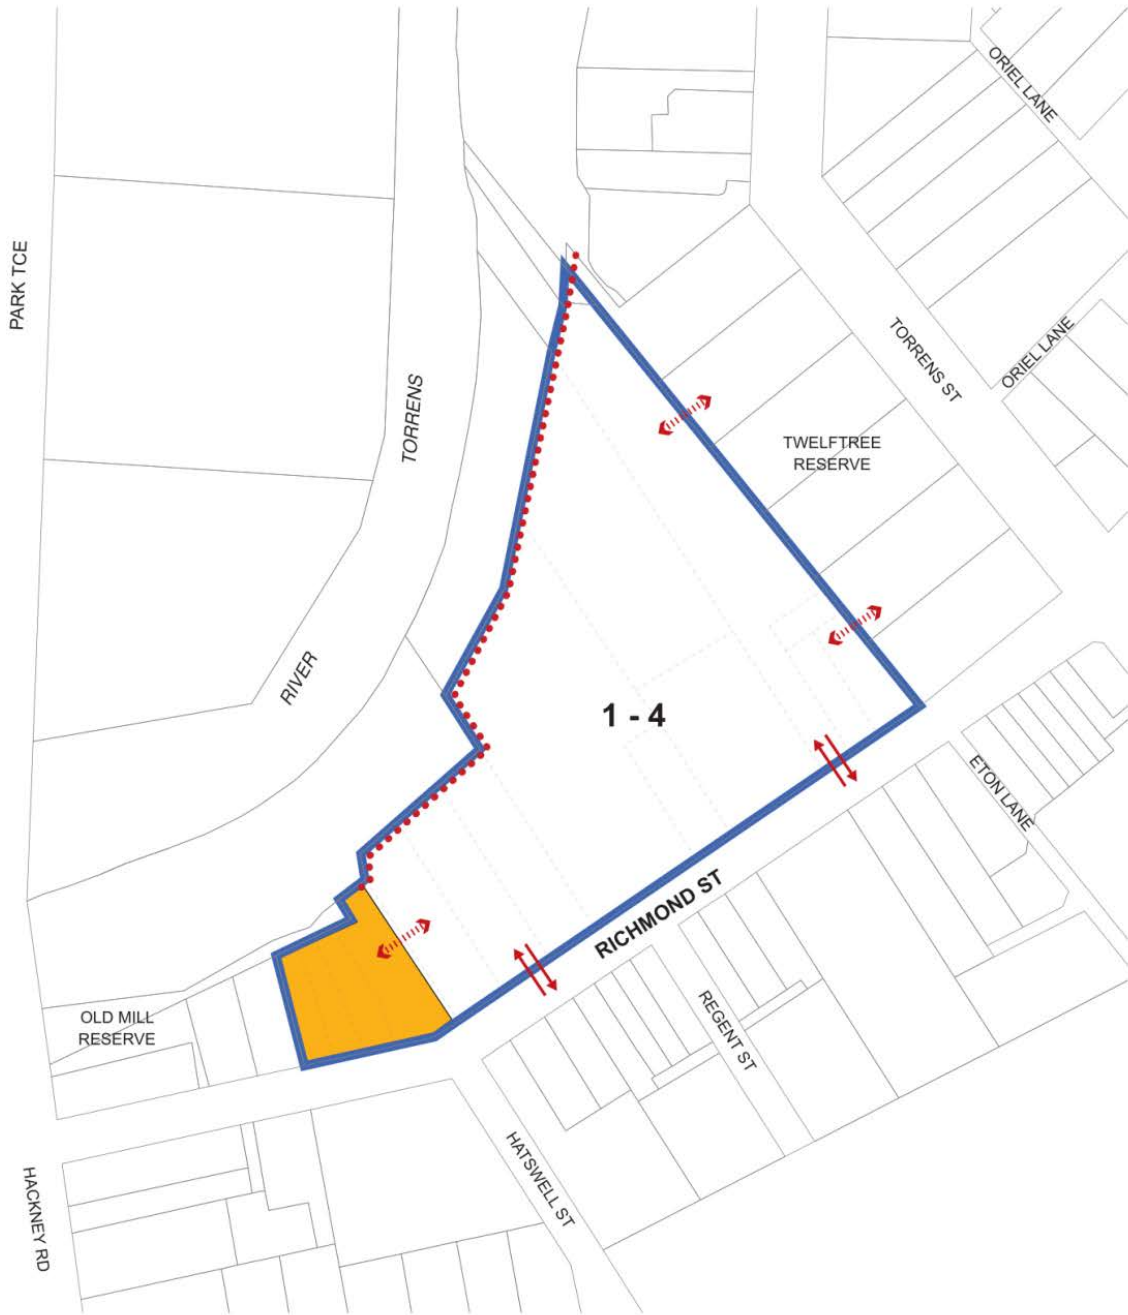 ORIEL LANE
PARK TCE
TORRENS ST
ORIEL LANE
TORRENS
TWELFTREE
RESERVE
RIVER
1 - 4
ETON LANE
RICHMOND ST
REGENT ST
OLD MILL
RESERVE
HATSWELL ST
HACKNEY RD